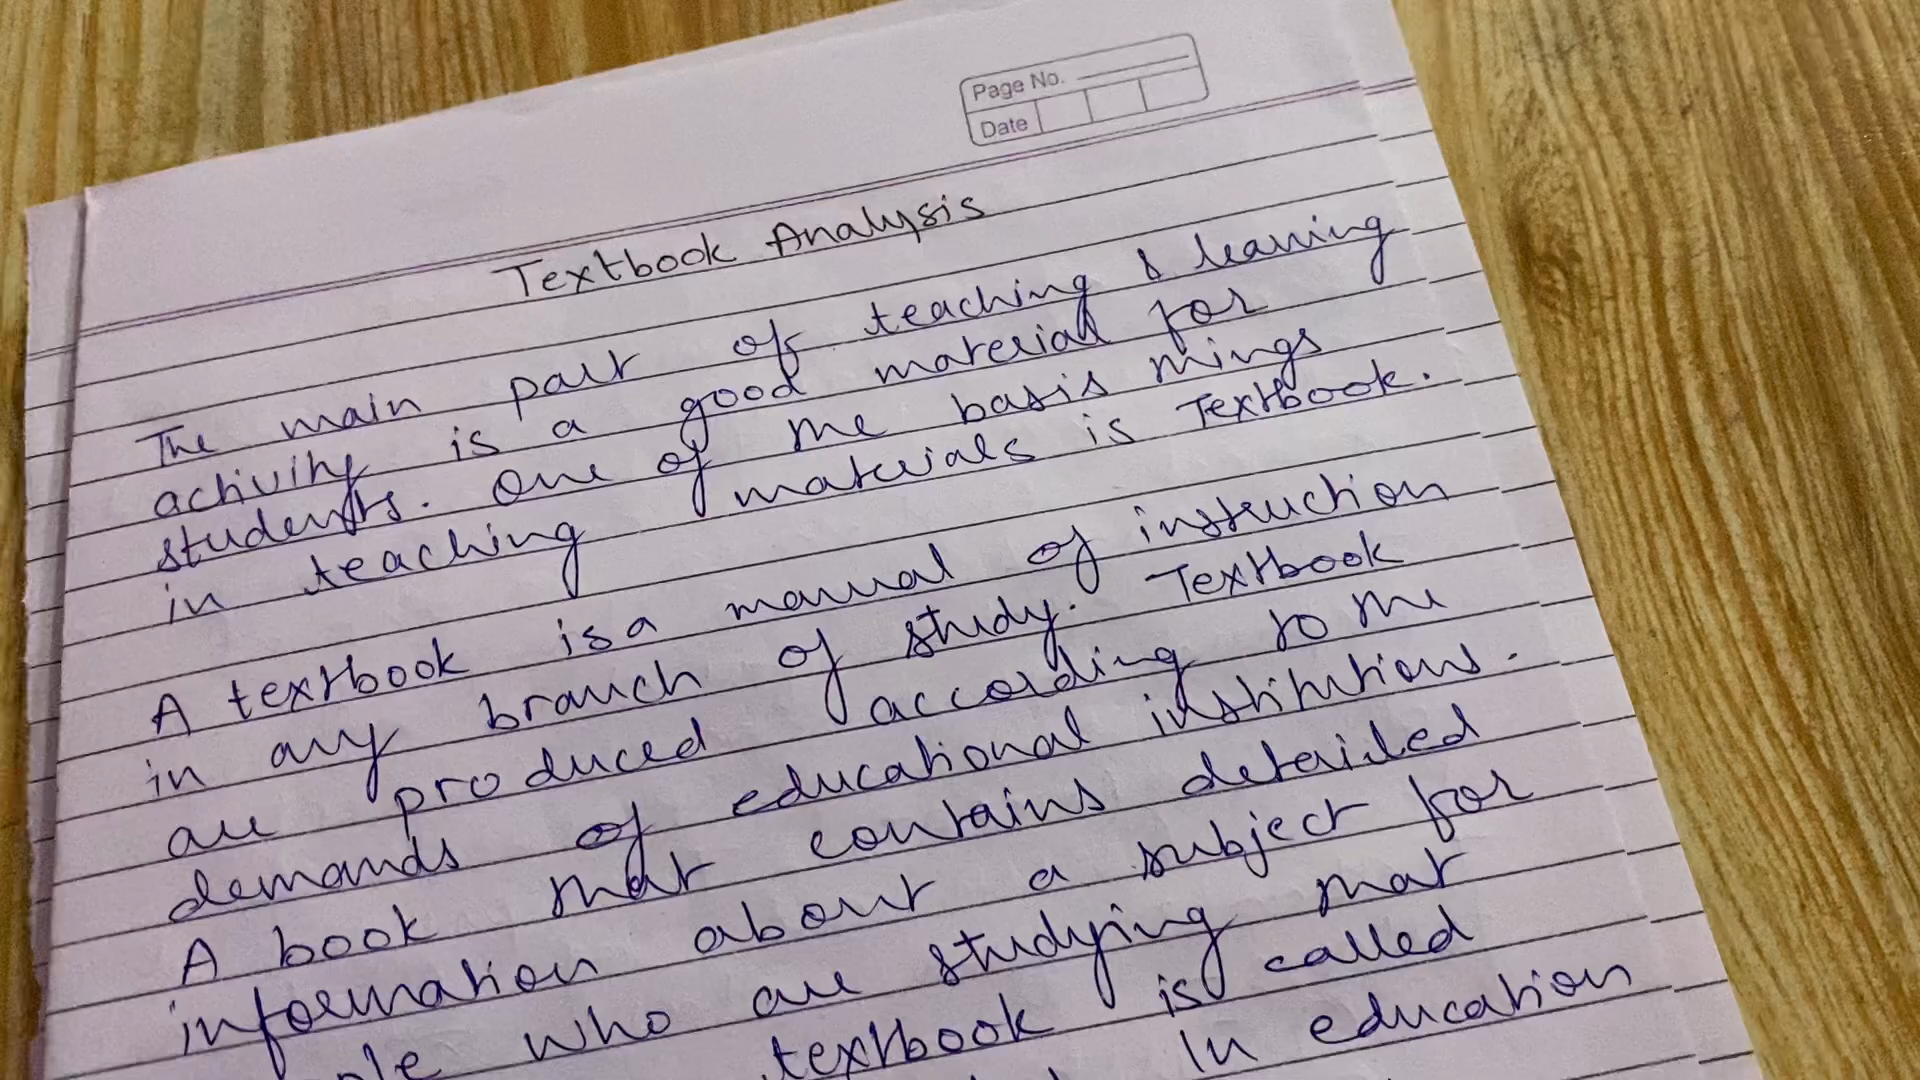 Page No.
Date
Textbook Analysis
The main part of teaching & learning
activity is a good material for
students. One of the basis things
in teaching materials is Textbook.
A textbook is a manual of instruction
in any branch of study. Textbook
are produced according to the
demands of educational institutions.
A book that contains detailed
information about a subject for
who are studying that
textbook is called
In education